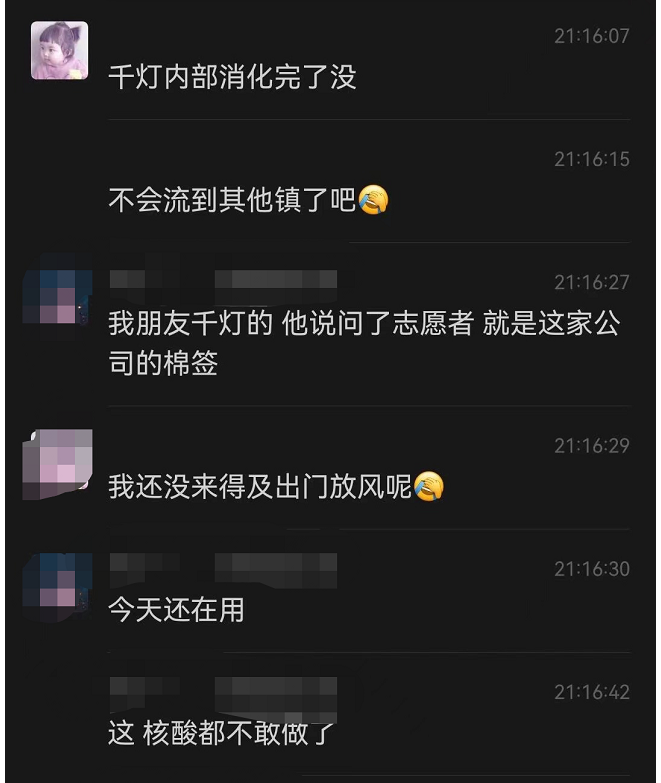 21:16:07
千灯内部消化完了没
21:16:15
不会流到其他镇了吧🤦
21:16:27
我朋友千灯的 他说问了志愿者 就是这家公
司的棉签
21:16:29
我还没来得及出门放风呢🤦
21:16:30
今天还在用
21:16:42
这 核酸都不敢做了